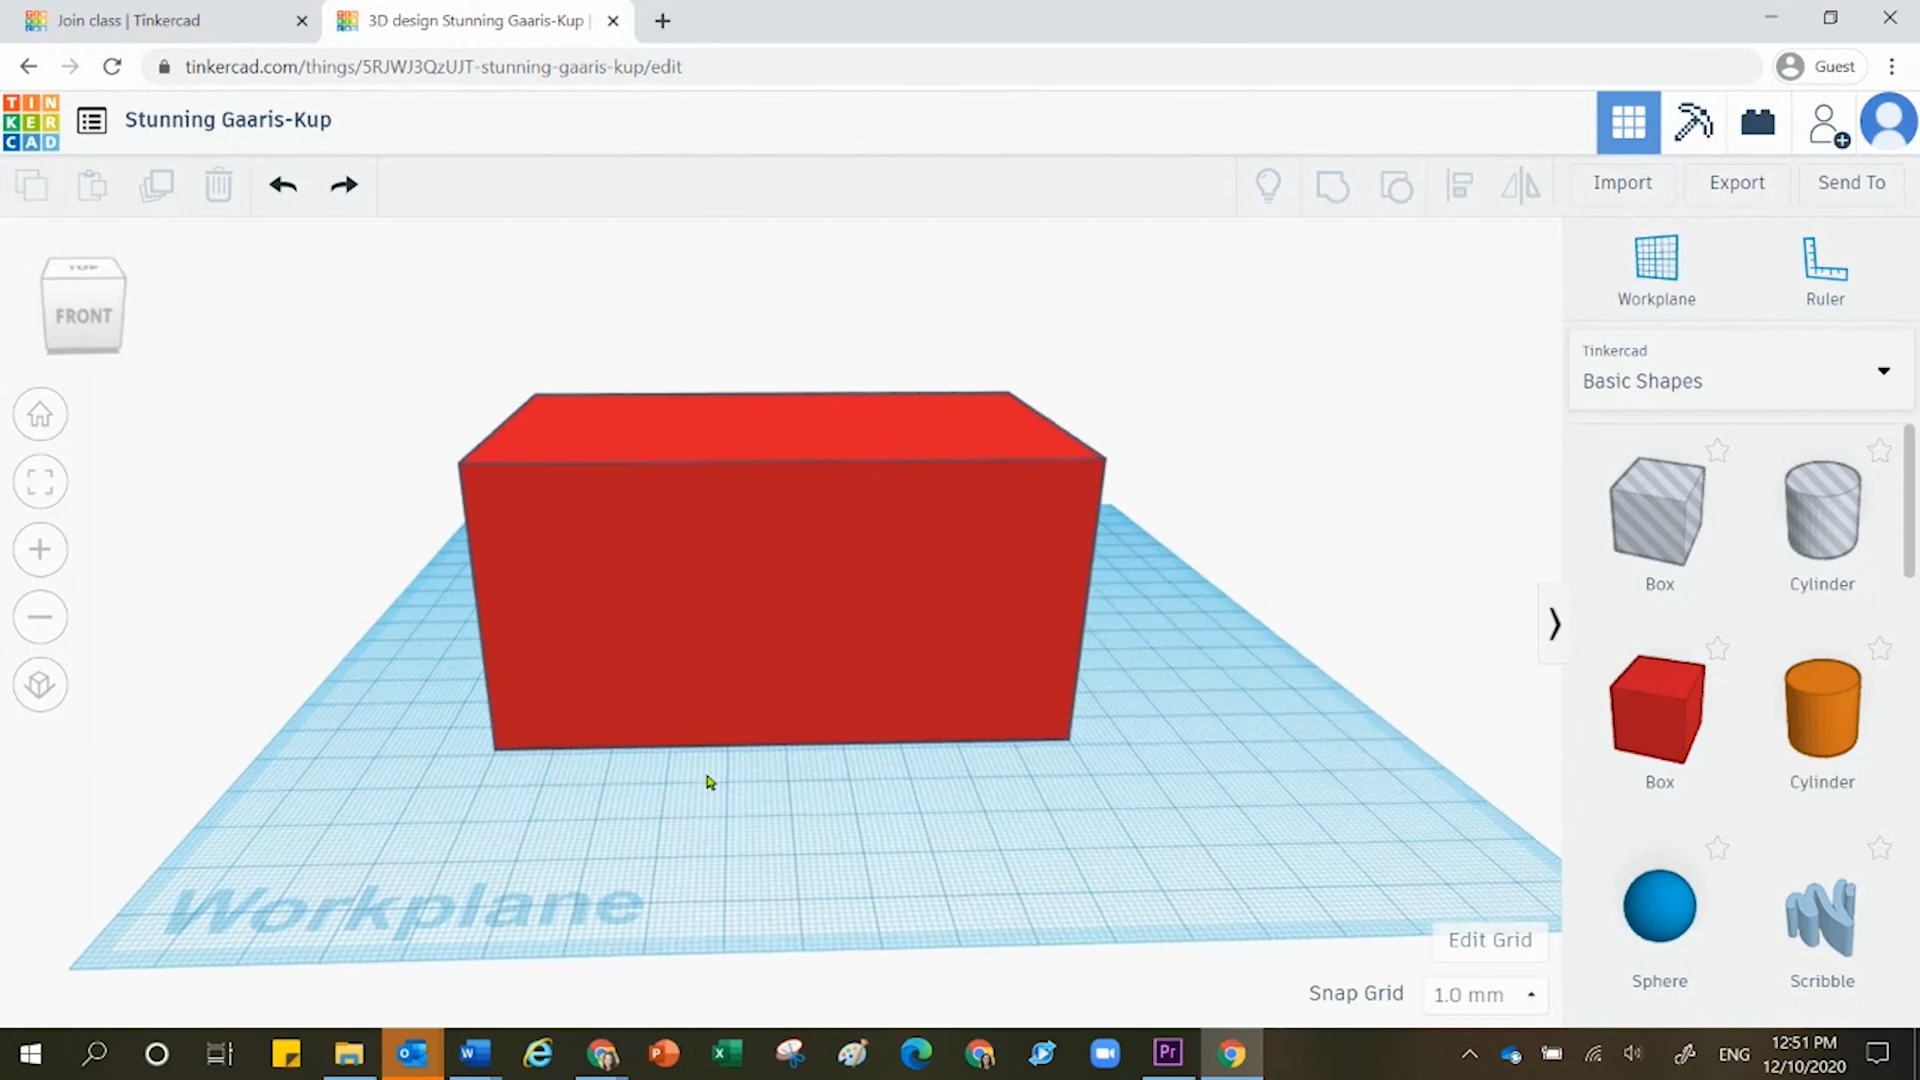 Join class | Tinkercad
3D design Stunning Gaaris-Kup |
tinkercad.com/things/5RJWJ3QzUJT-stunning-gaaris-kup/edit
Guest
TIN
KER
CAD
Stunning Gaaris-Kup
Import
Export
Send To
TOP
FRONT
Workplane
Ruler
Tinkercad
Basic Shapes
Box
Cylinder
Box
Cylinder
Sphere
Scribble
Workplane
Edit Grid
Snap Grid
1.0 mm
Pr
ENG
12:51 PM
12/10/2020